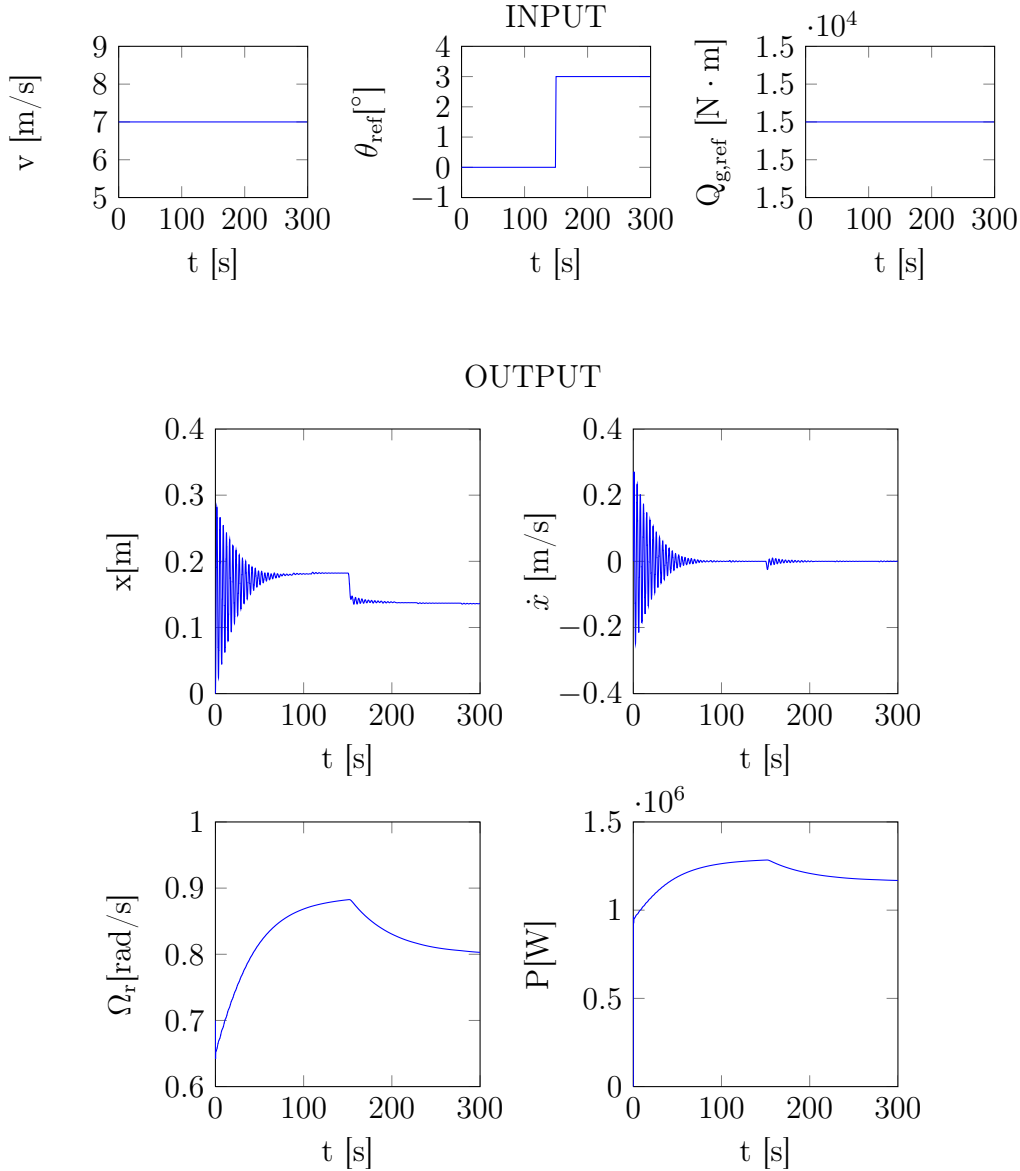 INPUT
v [m/s]
9
8
7
6
5
0 100 200 300
t [s]
θref[°]
4
3
2
1
0
−1
0 100 200 300
t [s]
·10⁴
Qg,ref [N · m]
1.5
1.5
1.5
1.5
1.5
0 100 200 300
t [s]
OUTPUT
x[m]
0.4
0.3
0.2
0.1
0
0 100 200 300
t [s]
ẋ [m/s]
0.4
0.2
0
−0.2
−0.4
0 100 200 300
t [s]
Ωr[rad/s]
1
0.9
0.8
0.7
0.6
0 100 200 300
t [s]
·10⁶
P[W]
1.5
1
0.5
0
0 100 200 300
t [s]